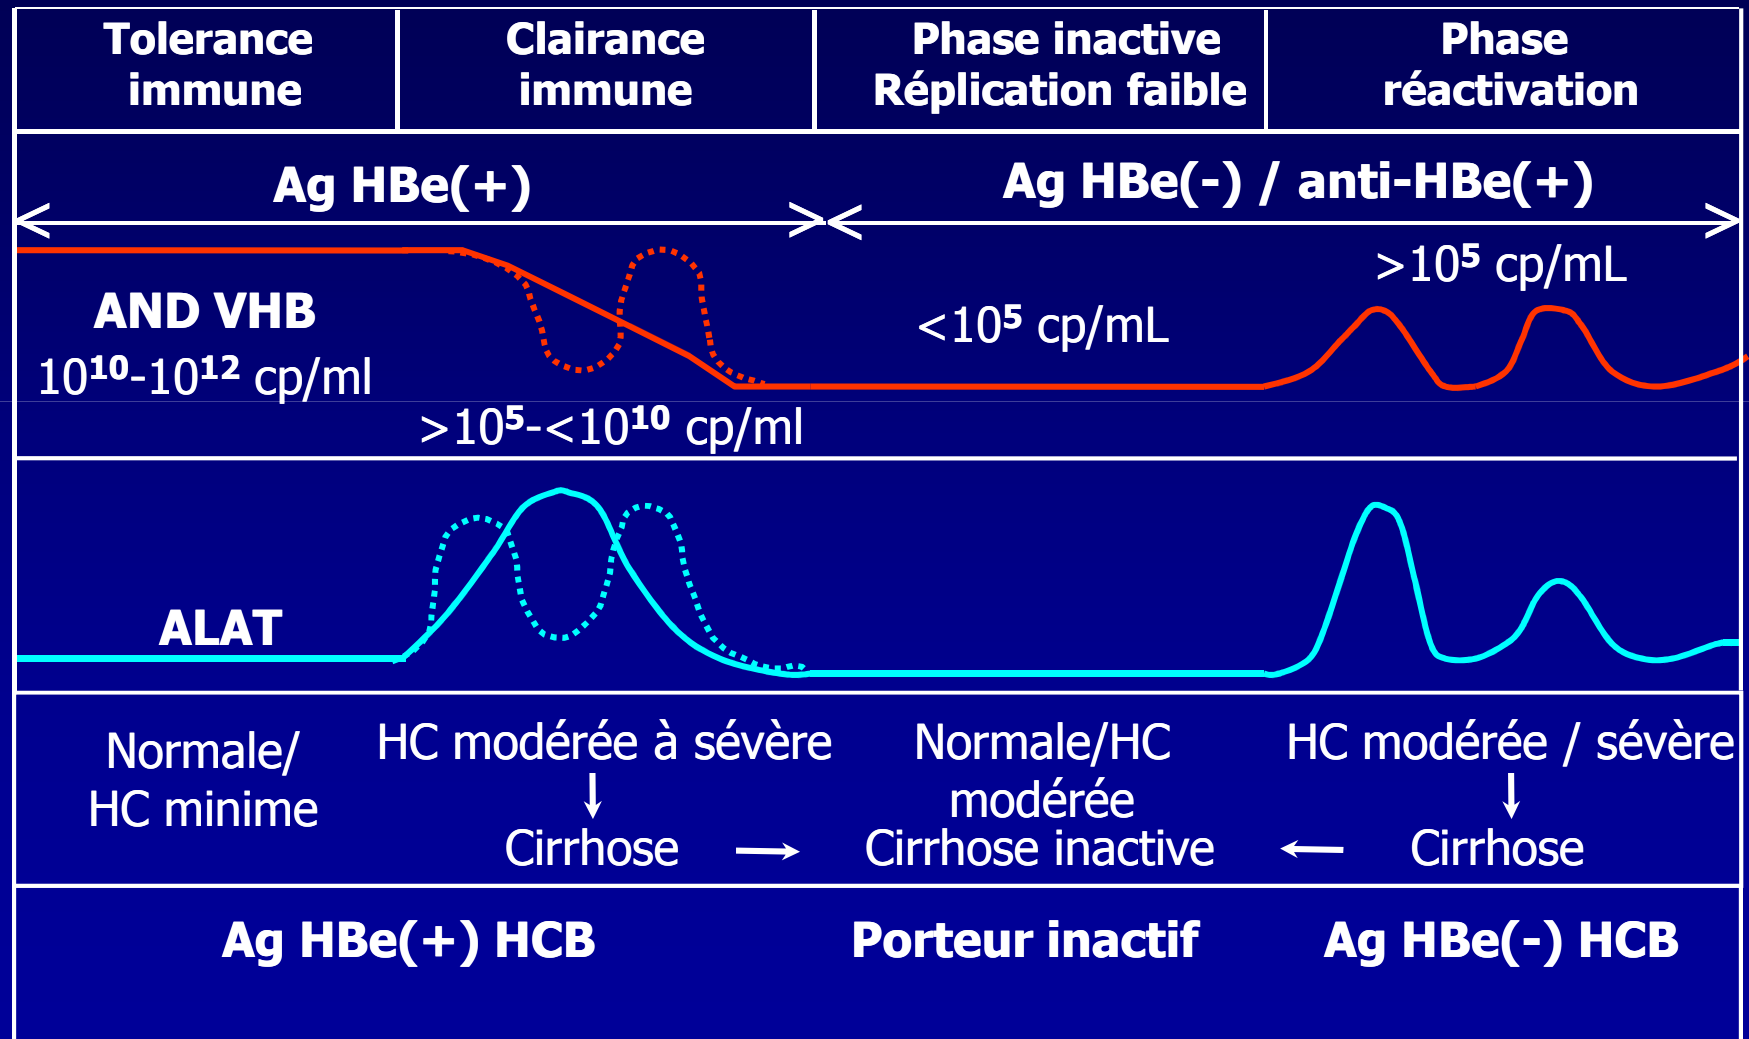 Tolerance
immune
Clairance
immune
Phase inactive
Réplication faible
Phase
réactivation
Ag HBe(+)
Ag HBe(-) / anti-HBe(+)
>10⁵ cp/mL
AND VHB
<10⁵ cp/mL
10¹⁰-10¹² cp/ml
>10⁵-<10¹⁰ cp/ml
ALAT
Normale/
HC minime
HC modérée à sévère
Cirrhose
Normale/HC
modérée
Cirrhose inactive
HC modérée / sévère
Cirrhose
Ag HBe(+) HCB
Porteur inactif
Ag HBe(-) HCB